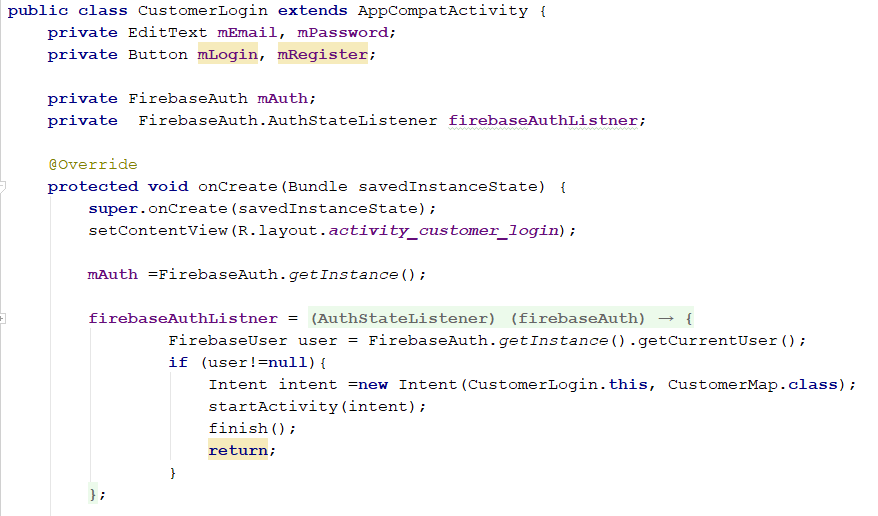 public class CustomerLogin extends AppCompatActivity {
private EditText mEmail, mPassword;
private Button mLogin, mRegister;
private FirebaseAuth mAuth;
private FirebaseAuth.AuthStateListener firebaseAuthListner;
@Override
protected void onCreate(Bundle savedInstanceState) {
super.onCreate(savedInstanceState);
setContentView(R.layout.activity_customer_login);
mAuth =FirebaseAuth.getInstance();
firebaseAuthListner = (AuthStateListener) (firebaseAuth) → {
FirebaseUser user = FirebaseAuth.getInstance().getCurrentUser();
if (user!=null){
Intent intent =new Intent(CustomerLogin.this, CustomerMap.class);
startActivity(intent);
finish();
return;
}
};